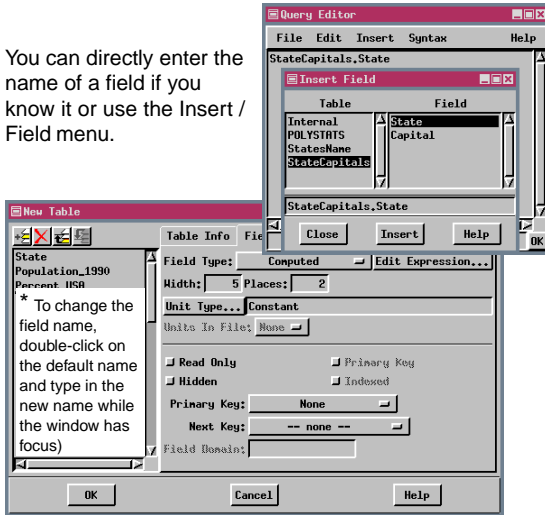 You can directly enter the
name of a field if you
know it or use the Insert /
Field menu.
Query Editor
File Edit Insert Syntax Help
StateCapitals.State
Insert Field
Table Field
Internal
POLYSTATS
StatesName
StateCapitals
State
Capital
StateCapitals.State
Close Insert Help
OK
New Table
Table Info Fie
State
Population_1990
Percent_USA
* To change the
field name,
double-click on
the default name
and type in the
new name while
the window has
focus)
Field Type: Computed Edit Expression...
Width: 5 Places: 2
Unit Type... Constant
Units In File: None
Read Only Primary Key
Hidden Indexed
Primary Key: None
Next Key: -- none --
Field Domain:
OK Cancel Help